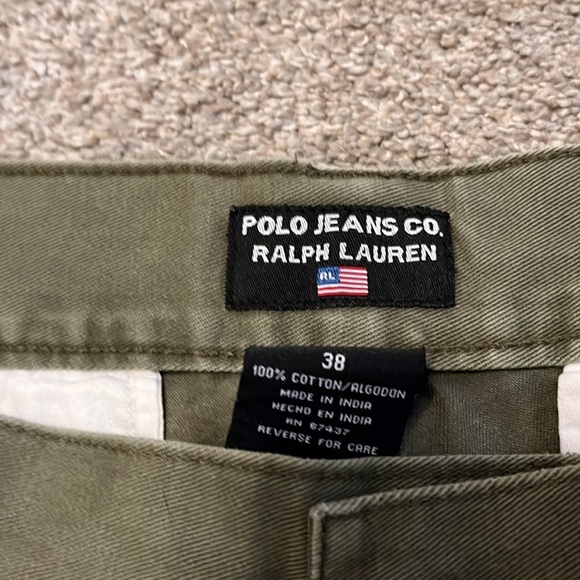 POLO JEANS CO.
RALPH LAUREN
RL
38
100% COTTON/ALGODON
MADE IN INDIA
HECHO EN INDIA
RN 67437
REVERSE FOR CARE